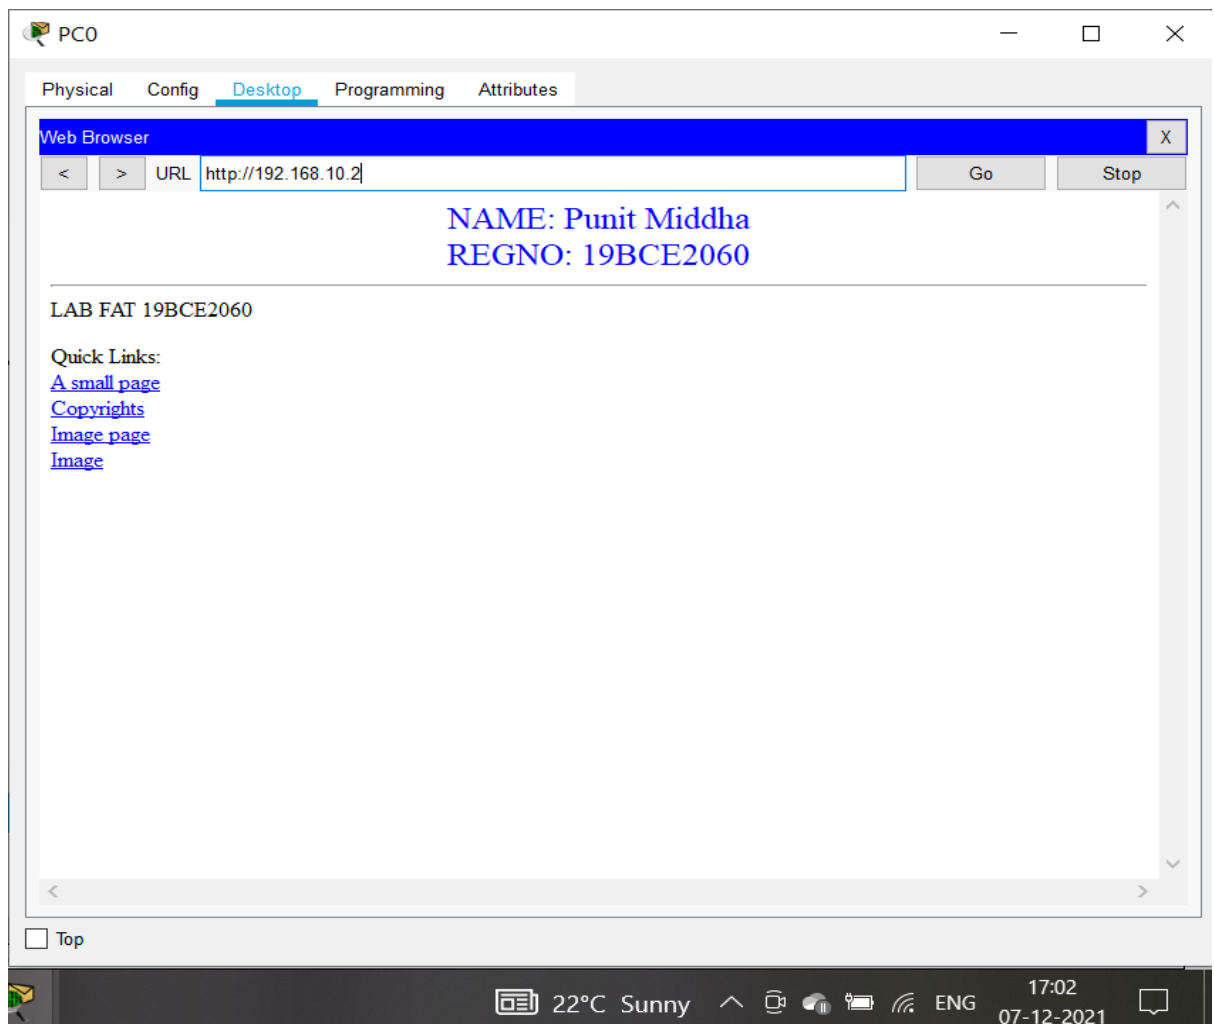 PC0
Physical Config Desktop Programming Attributes
Web Browser X
< > URL http://192.168.10.2 Go Stop
NAME: Punit Middha
REGNO: 19BCE2060
LAB FAT 19BCE2060
Quick Links:
A small page
Copyrights
Image page
Image
Top
22°C Sunny ENG 17:02
07-12-2021